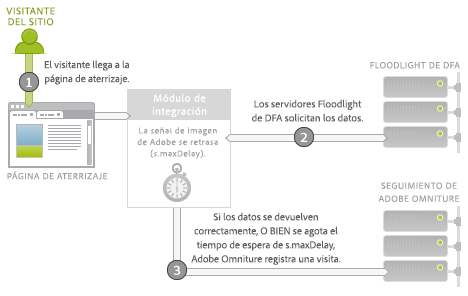 VISITANTE
DEL SITIO
1
El visitante llega a la
página de aterrizaje.
PÁGINA DE ATERRIZAJE
Módulo de
integración
La señal de imagen
de Adobe se retrasa
(s.maxDelay).
FLOODLIGHT DE DFA
Los servidores Floodlight
de DFA solicitan los datos.
2
SEGUIMIENTO DE
ADOBE OMNITURE
Si los datos se devuelven
correctamente, O BIEN se agota el
tiempo de espera de s.maxDelay,
Adobe Omniture registra una visita.
3